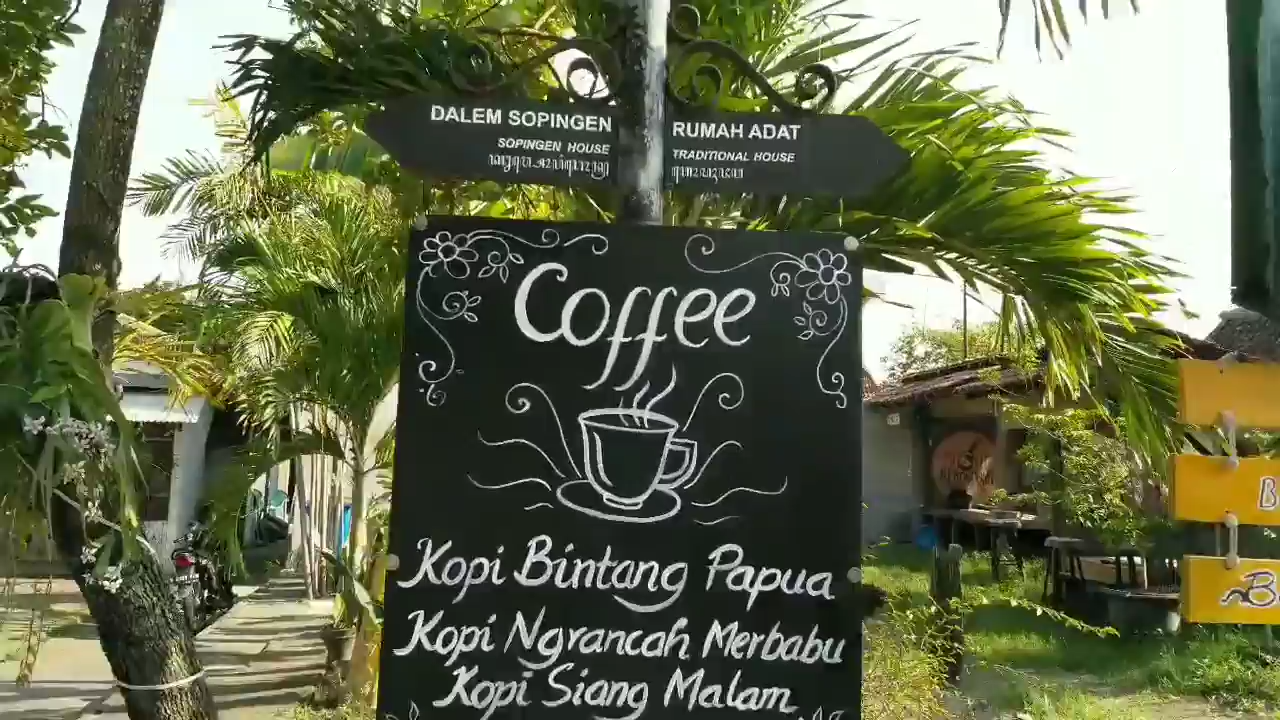 DALEM SOPINGEN
SOPINGEN HOUSE
RUMAH ADAT
TRADITIONAL HOUSE
Coffee
Kopi Bintang Papua
Kopi Ngrancah Merbabu
Kopi Siang Malam